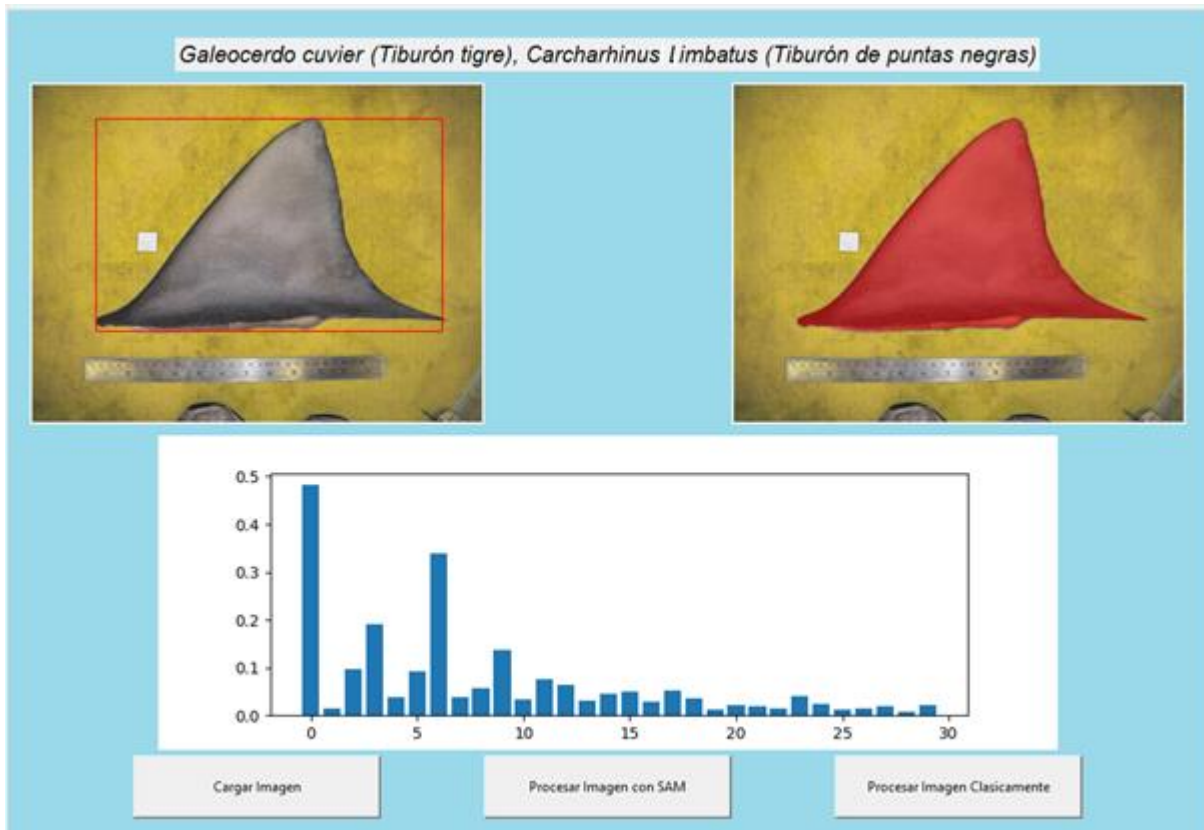 Galeocerdo cuvier (Tiburón tigre), Carcharhinus limbatus (Tiburón de puntas negras)
0.5
0.4
0.3
0.2
0.1
0.0
0 5 10 15 20 25 30
Cargar Imagen Procesar Imagen con SAM Procesar Imagen Clasicamente